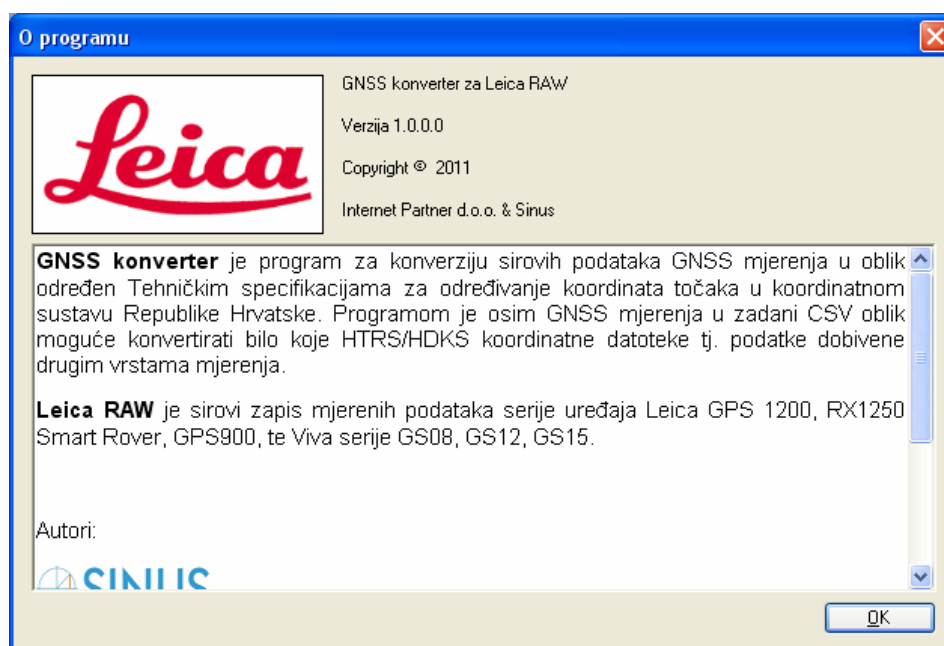 O programu
Leica
GNSS konverter za Leica RAW
Verzija 1.0.0.0
Copyright © 2011
Internet Partner d.o.o. & Sinus
GNSS konverter je program za konverziju sirovih podataka GNSS mjerenja u oblik
određen Tehničkim specifikacijama za određivanje koordinata točaka u koordinatnom
sustavu Republike Hrvatske. Programom je osim GNSS mjerenja u zadani CSV oblik
moguće konvertirati bilo koje HTRS/HDKS koordinatne datoteke tj. podatke dobivene
drugim vrstama mjerenja.
Leica RAW je sirovi zapis mjerenih podataka serije uređaja Leica GPS 1200, RX1250
Smart Rover, GPS900, te Viva serije GS08, GS12, GS15.
Autori:
SINUS
OK